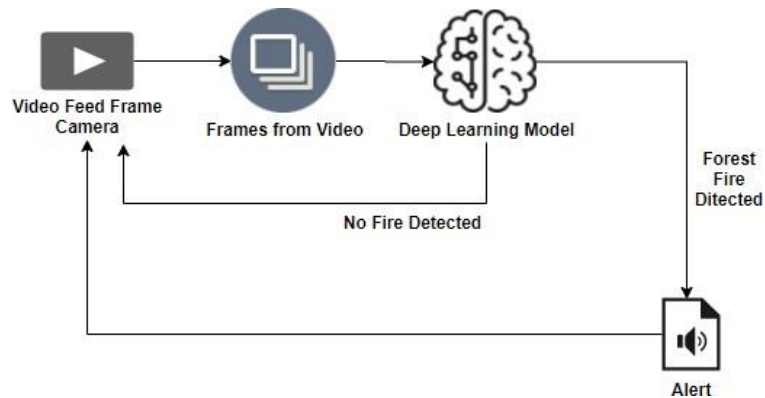 Video Feed Frame
Camera
Frames from Video
Deep Learning Model
Forest
Fire
Ditected
No Fire Detected
Alert